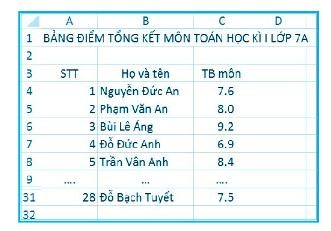 A B C D
1 BẢNG ĐIỂM TỔNG KẾT MÔN TOÁN HỌC KÌ I LỚP 7A
2
3 STT Họ và tên TB môn
4 1 Nguyễn Đức An 7.6
5 2 Phạm Văn An 8.0
6 3 Bùi Lê Áng 9.2
7 4 Đỗ Đức Anh 6.9
8 5 Trần Vân Anh 8.4
9 .... ... ....
31 28 Đỗ Bạch Tuyết 7.5
32